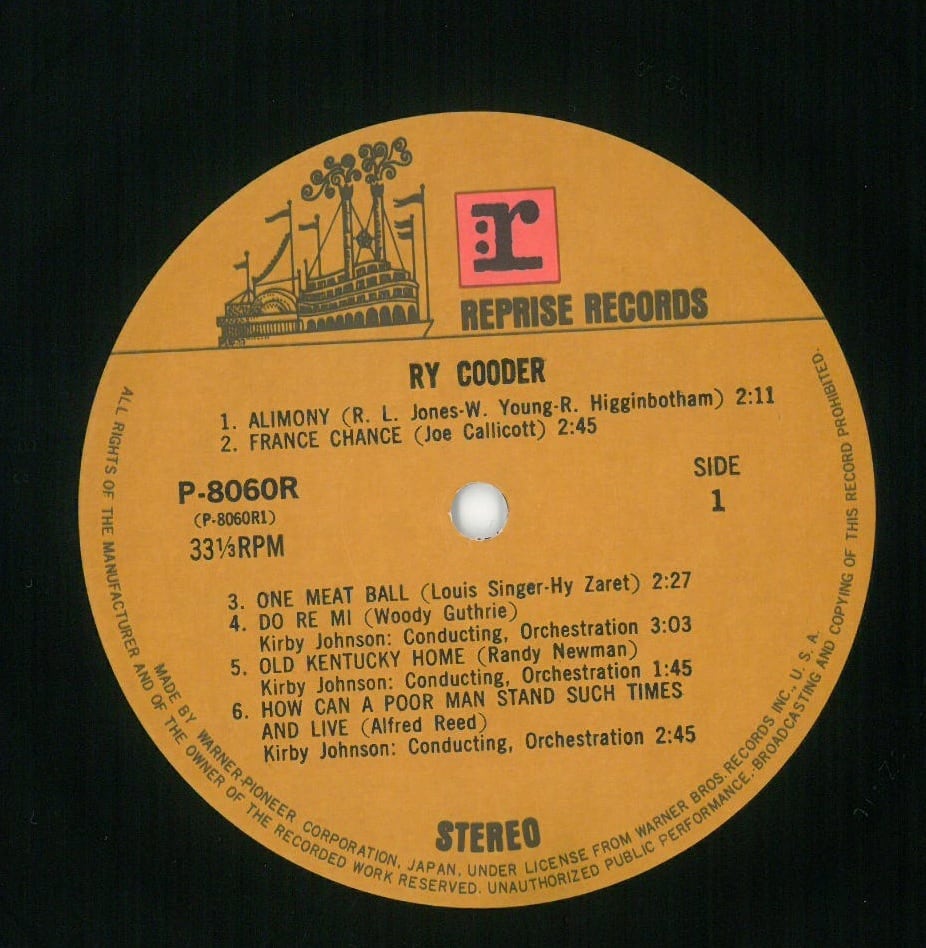 r
REPRISE RECORDS
RY COODER
1. ALIMONY (R. L. Jones-W. Young-R. Higginbotham) 2:11
2. FRANCE CHANCE (Joe Callicott) 2:45
P-8060R
(P-8060R1)
33⅓RPM
SIDE
1
3. ONE MEAT BALL (Louis Singer-Hy Zaret) 2:27
4. DO RE MI (Woody Guthrie)
Kirby Johnson: Conducting, Orchestration 3:03
5. OLD KENTUCKY HOME (Randy Newman)
Kirby Johnson: Conducting, Orchestration 1:45
6. HOW CAN A POOR MAN STAND SUCH TIMES
AND LIVE (Alfred Reed)
Kirby Johnson: Conducting, Orchestration 2:45
STEREO
MADE BY WARNER-PIONEER CORPORATION, JAPAN, UNDER LICENSE FROM WARNER BROS. RECORDS INC., U. S. A.
ALL RIGHTS OF THE MANUFACTURER AND OF THE OWNER OF THE RECORDED WORK RESERVED. UNAUTHORIZED PUBLIC PERFORMANCE, BROADCASTING AND COPYING OF THIS RECORD PROHIBITED.